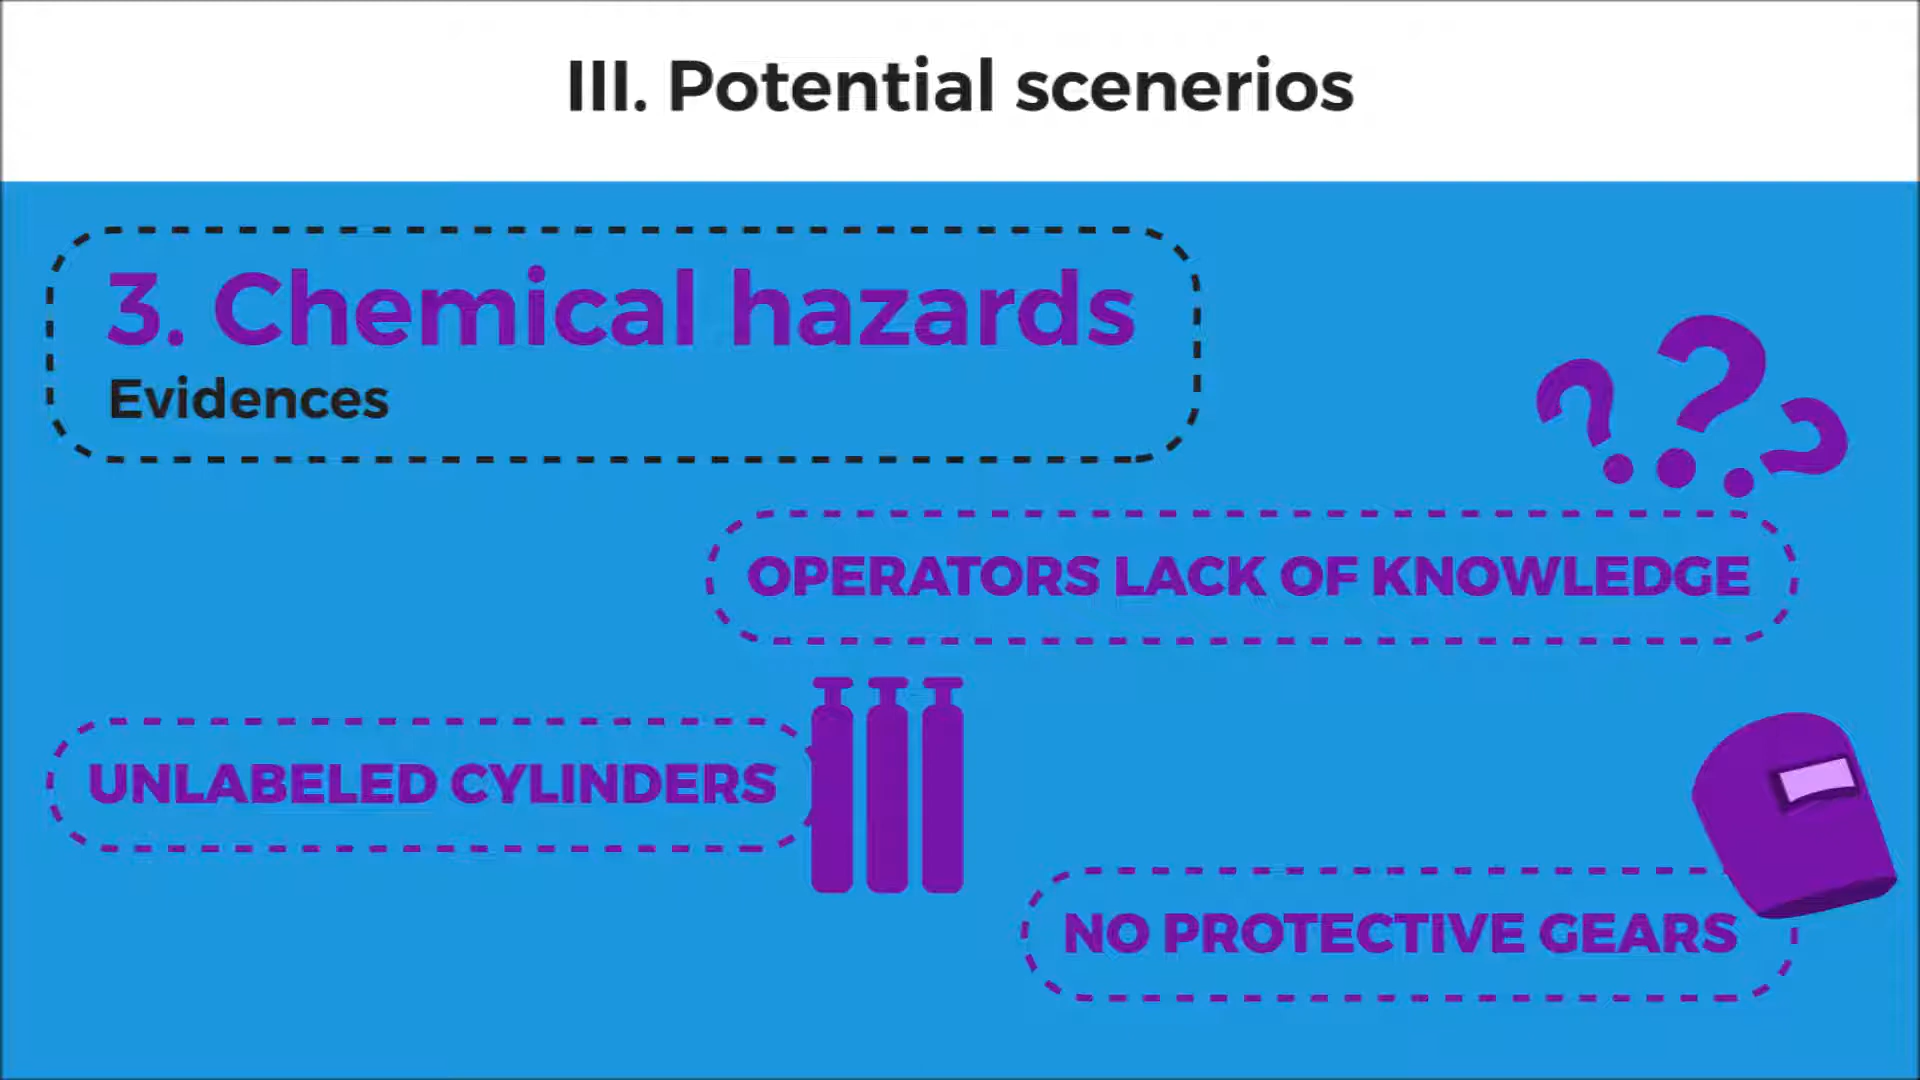 III. Potential scenerios
3. Chemical hazards
Evidences
OPERATORS LACK OF KNOWLEDGE
UNLABELED CYLINDERS
NO PROTECTIVE GEARS